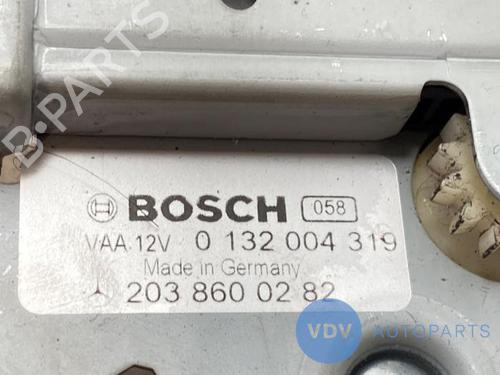 B-PARTS
BOSCH 058
VAA 12V 0 132 004 319
Made in Germany
203 860 02 82
VDV AUTOPARTS